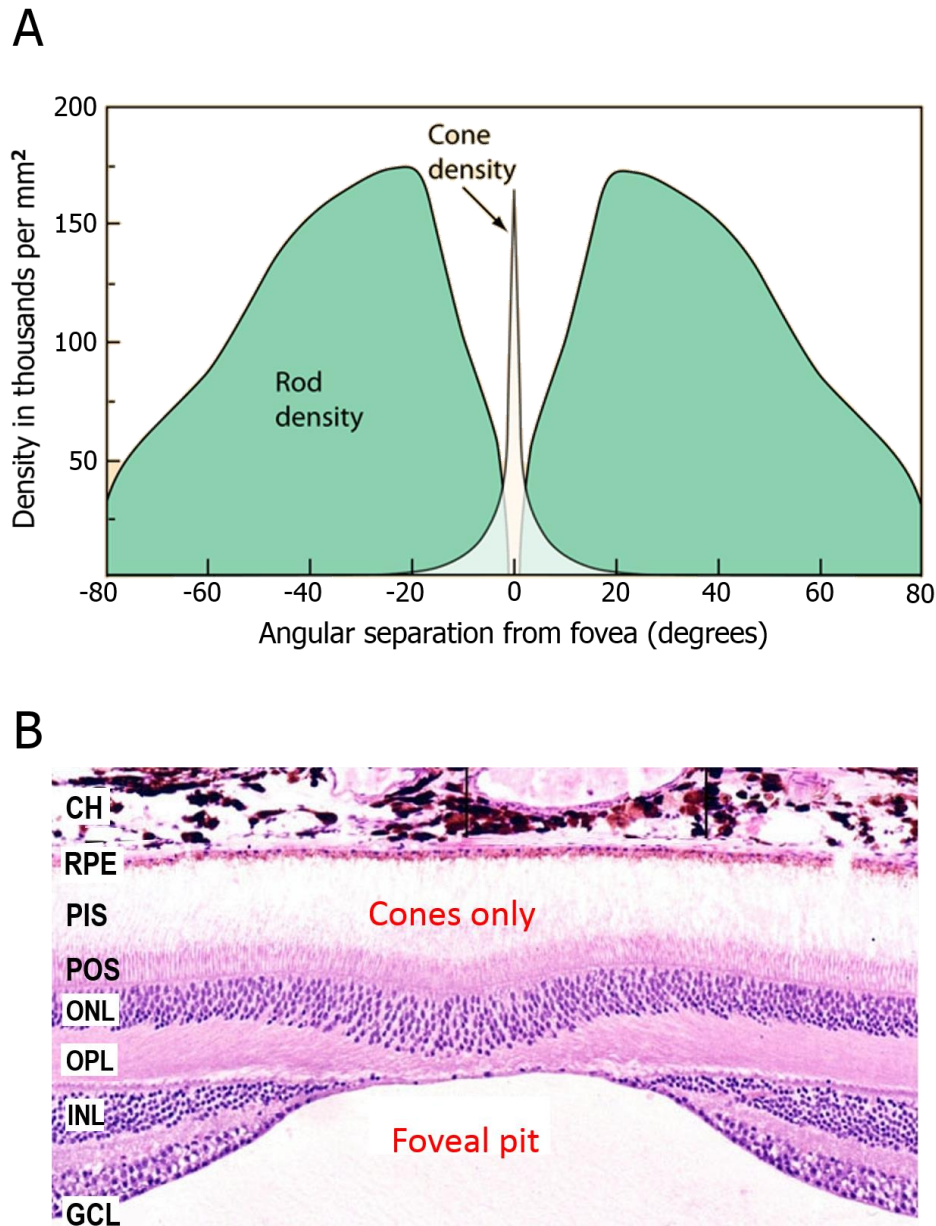 A
200
150
100
50
Density in thousands per mm²
Cone
density
Rod
density
-80 -60 -40 -20 0 20 40 60 80
Angular separation from fovea (degrees)
B
CH
RPE
PIS
Cones only
POS
ONL
OPL
INL
Foveal pit
GCL